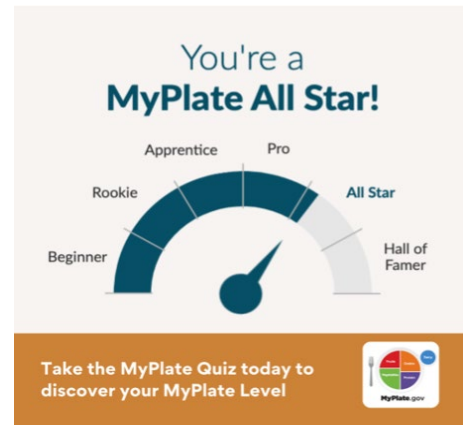 You're a
MyPlate All Star!
Apprentice
Pro
Rookie
All Star
Beginner
Hall of
Famer
Take the MyPlate Quiz today to
discover your MyPlate Level
MyPlate.gov